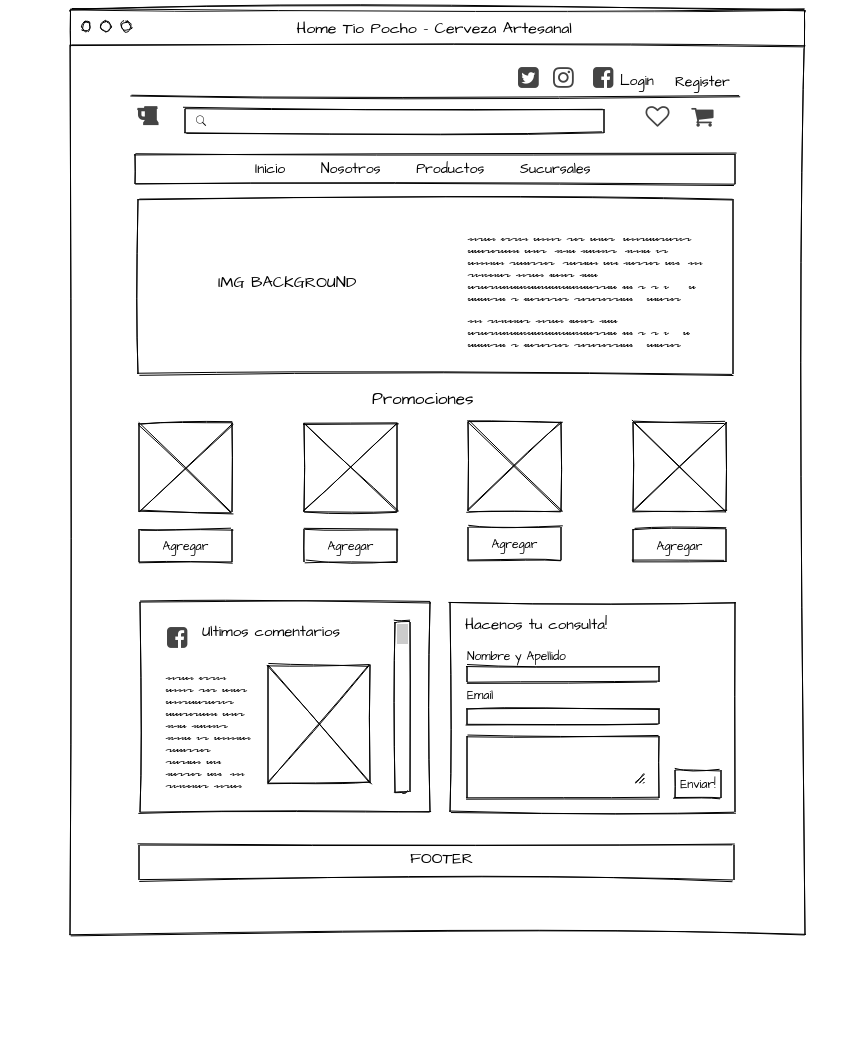 Home Tio Pocho - Cerveza Artesanal
Login Register
Inicio Nosotros Productos Sucursales
IMG BACKGROUND
Promociones
Agregar Agregar Agregar Agregar
Ultimos comentarios
Hacenos tu consulta!
Nombre y Apellido
Email
Enviar!
FOOTER